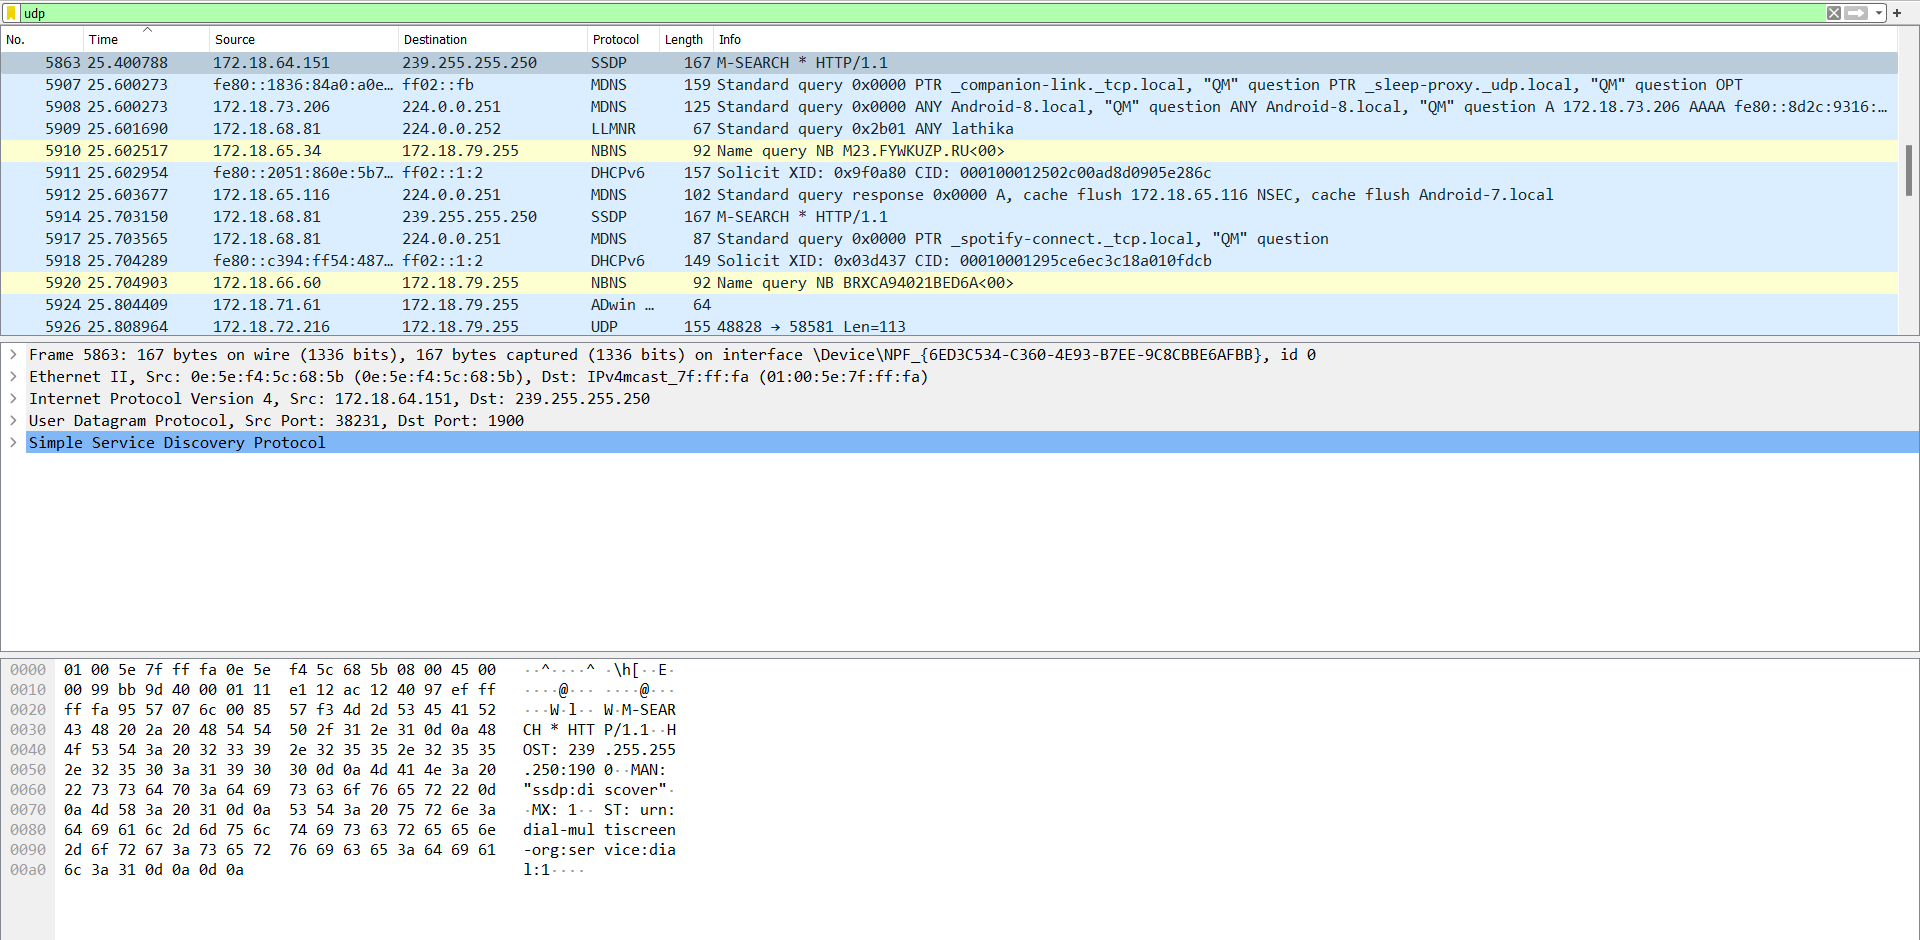 udp
No. Time Source Destination Protocol Length Info
5863 25.400788 172.18.64.151 239.255.255.250 SSDP 167 M-SEARCH * HTTP/1.1
5907 25.600273 fe80::1836:84a0:a0e… ff02::fb MDNS 159 Standard query 0x0000 PTR _companion-link._tcp.local, "QM" question PTR _sleep-proxy._udp.local, "QM" question OPT
5908 25.600273 172.18.73.206 224.0.0.251 MDNS 125 Standard query 0x0000 ANY Android-8.local, "QM" question ANY Android-8.local, "QM" question A 172.18.73.206 AAAA fe80::8d2c:9316:…
5909 25.601690 172.18.68.81 224.0.0.252 LLMNR 67 Standard query 0x2b01 ANY lathika
5910 25.602517 172.18.65.34 172.18.79.255 NBNS 92 Name query NB M23.FYWKUZP.RU<00>
5911 25.602954 fe80::2051:860e:5b7… ff02::1:2 DHCPv6 157 Solicit XID: 0x9f0a80 CID: 000100012502c00ad8d0905e286c
5912 25.603677 172.18.65.116 224.0.0.251 MDNS 102 Standard query response 0x0000 A, cache flush 172.18.65.116 NSEC, cache flush Android-7.local
5914 25.703150 172.18.68.81 239.255.255.250 SSDP 167 M-SEARCH * HTTP/1.1
5917 25.703565 172.18.68.81 224.0.0.251 MDNS 87 Standard query 0x0000 PTR _spotify-connect._tcp.local, "QM" question
5918 25.704289 fe80::c394:ff54:487… ff02::1:2 DHCPv6 149 Solicit XID: 0x03d437 CID: 00010001295ce6ec3c18a010fdcb
5920 25.704903 172.18.66.60 172.18.79.255 NBNS 92 Name query NB BRXCA94021BED6A<00>
5924 25.804409 172.18.71.61 172.18.79.255 ADwin … 64
5926 25.808964 172.18.72.216 172.18.79.255 UDP 155 48828 → 58581 Len=113
Frame 5863: 167 bytes on wire (1336 bits), 167 bytes captured (1336 bits) on interface \Device\NPF_{6ED3C534-C360-4E93-B7EE-9C8CBBE6AFBB}, id 0
Ethernet II, Src: 0e:5e:f4:5c:68:5b (0e:5e:f4:5c:68:5b), Dst: IPv4mcast_7f:ff:fa (01:00:5e:7f:ff:fa)
Internet Protocol Version 4, Src: 172.18.64.151, Dst: 239.255.255.250
User Datagram Protocol, Src Port: 38231, Dst Port: 1900
Simple Service Discovery Protocol
0000 01 00 5e 7f ff fa 0e 5e f4 5c 68 5b 08 00 45 00 ··^····^ ·\h[··E·
0010 00 99 bb 9d 40 00 01 11 e1 12 ac 12 40 97 ef ff ····@··· ····@···
0020 ff fa 95 57 07 6c 00 85 57 f3 4d 2d 53 45 41 52 ···W·l·· W·M-SEAR
0030 43 48 20 2a 20 48 54 54 50 2f 31 2e 31 0d 0a 48 CH * HTT P/1.1··H
0040 4f 53 54 3a 20 32 33 39 2e 32 35 35 2e 32 35 35 OST: 239 .255.255
0050 2e 32 35 30 3a 31 39 30 30 0d 0a 4d 41 4e 3a 20 .250:190 0··MAN:
0060 22 73 73 64 70 3a 64 69 73 63 6f 76 65 72 22 0d "ssdp:di scover"·
0070 0a 4d 58 3a 20 31 0d 0a 53 54 3a 20 75 72 6e 3a ·MX: 1·· ST: urn:
0080 64 69 61 6c 2d 6d 75 6c 74 69 73 63 72 65 65 6e dial-mul tiscreen
0090 2d 6f 72 67 3a 73 65 72 76 69 63 65 3a 64 69 61 -org:ser vice:dia
00a0 6c 3a 31 0d 0a 0d 0a l:1····